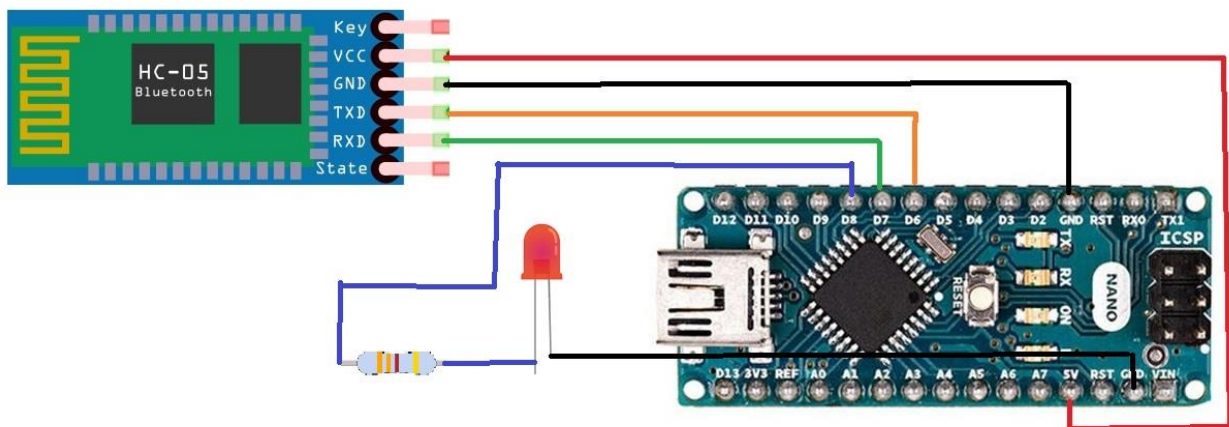 Key
VCC
HC-05
Bluetooth
GND
TXD
RXD
State
D12 D11 D10 D9 D8 D7 D6 D5 D4 D3 D2 GND RST RX0 TX1
TX
RX
ON
RESET
NANO
ICSP
D13 3V3 REF A0 A1 A2 A3 A4 A5 A6 A7 5V RST GND VIN